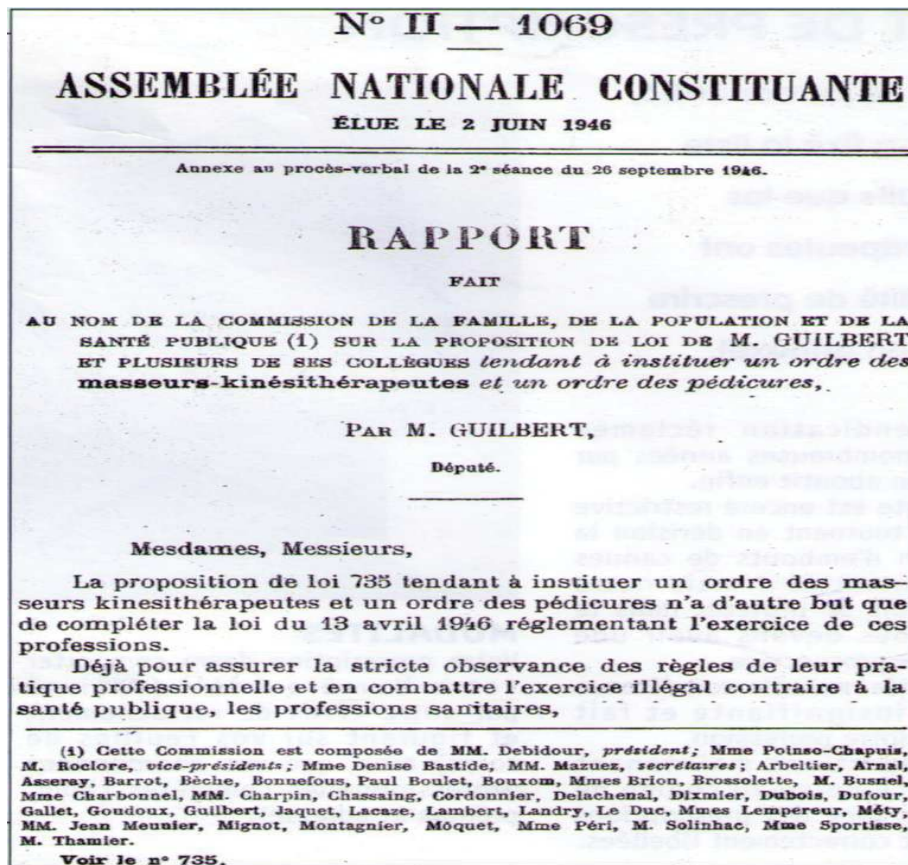 N° II — 1069
ASSEMBLÉE NATIONALE CONSTITUANTE
ÉLUE LE 2 JUIN 1946
Annexe au procès-verbal de la 2e séance du 26 septembre 1946.
RAPPORT
FAIT
AU NOM DE LA COMMISSION DE LA FAMILLE, DE LA POPULATION ET DE LA
SANTÉ PUBLIQUE (1) SUR LA PROPOSITION DE LOI DE M. GUILBERT
ET PLUSIEURS DE SES COLLÈGUES tendant à instituer un ordre des
masseurs-kinésithérapeutes et un ordre des pédicures,
PAR M. GUILBERT,
Député.
Mesdames, Messieurs,
La proposition de loi 735 tendant à instituer un ordre des mas-
seurs kinesithérapeutes et un ordre des pédicures n'a d'autre but que
de compléter la loi du 13 avril 1946 réglementant l'exercice de ces
professions.
Déjà pour assurer la stricte observance des règles de leur pra-
tique professionnelle et en combattre l'exercice illégal contraire à la
santé publique, les professions sanitaires,
(1) Cette Commission est composée de MM. Debidour, président; Mme Poinso-Chapuis,
M. Roclore, vice-présidents; Mme Denise Bastide, MM. Mazuez, secrétaires; Arbeltier, Arnal,
Asseray, Barrot, Bèche, Bonnefous, Paul Boulet, Bouxom, Mmes Brion, Brossolette, M. Busnel,
Mme Charbonnel, MM. Charpin, Chassaing, Cordonnier, Delachenal, Dixmier, Dubois, Dufour,
Gallet, Goudoux, Guilbert, Jaquet, Lacaze, Lambert, Landry, Le Duc, Mmes Lempereur, Méty,
MM. Jean Meunier, Mignot, Montagnier, Môquet, Mme Péri, M. Solinhac, Mme Sportisse,
M. Thamier.
Voir le n° 735.